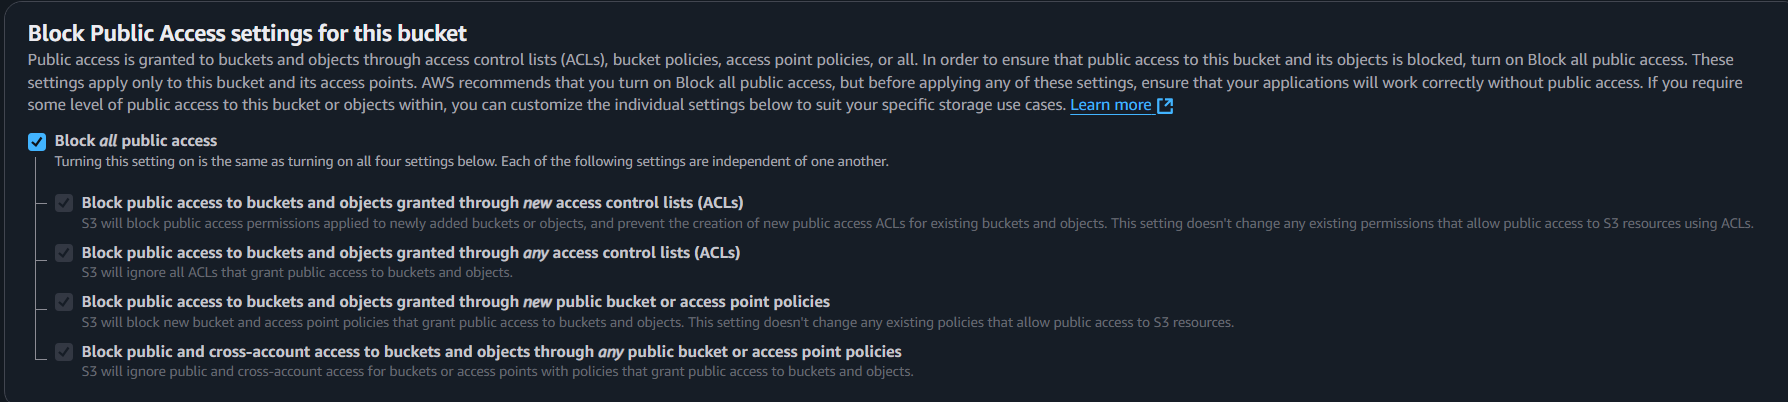 Block Public Access settings for this bucket
Public access is granted to buckets and objects through access control lists (ACLs), bucket policies, access point policies, or all. In order to ensure that public access to this bucket and its objects is blocked, turn on Block all public access. These
settings apply only to this bucket and its access points. AWS recommends that you turn on Block all public access, but before applying any of these settings, ensure that your applications will work correctly without public access. If you require
some level of public access to this bucket or objects within, you can customize the individual settings below to suit your specific storage use cases. Learn more
Block all public access
Turning this setting on is the same as turning on all four settings below. Each of the following settings are independent of one another.
Block public access to buckets and objects granted through new access control lists (ACLs)
S3 will block public access permissions applied to newly added buckets or objects, and prevent the creation of new public access ACLs for existing buckets and objects. This setting doesn't change any existing permissions that allow public access to S3 resources using ACLs.
Block public access to buckets and objects granted through any access control lists (ACLs)
S3 will ignore all ACLs that grant public access to buckets and objects.
Block public access to buckets and objects granted through new public bucket or access point policies
S3 will block new bucket and access point policies that grant public access to buckets and objects. This setting doesn't change any existing policies that allow public access to S3 resources.
Block public and cross-account access to buckets and objects through any public bucket or access point policies
S3 will ignore public and cross-account access for buckets or access points with policies that grant public access to buckets and objects.